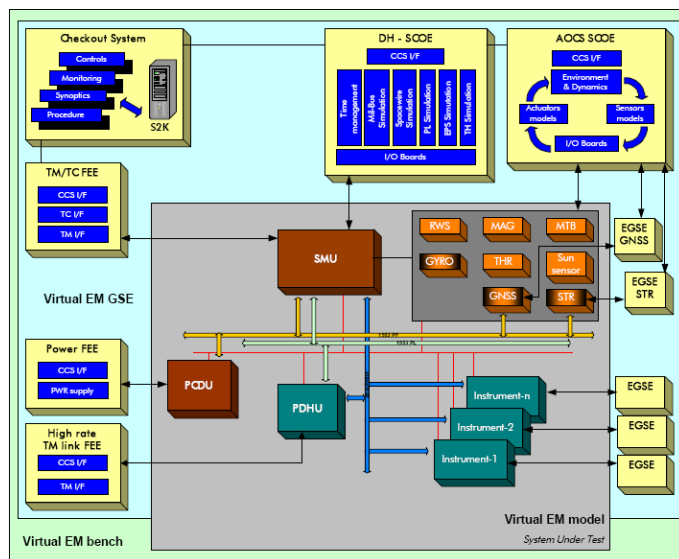 Checkout System
Controls
Monitoring
Synoptics
Procedure
S2K
DH - SCOE
CCS I/F
Time
management
Mil-Bus
Simulation
Spacewire
Simulation
PL Simulation
EPS Simulation
TH Simulation
I/O Boards
AOCS SCOE
CCS I/F
Environment
& Dynamics
Actuators
models
Sensors
models
I/O Boards
TM/TC FEE
CCS I/F
TC I/F
TM I/F
SMU
RWS
MAG
MTB
GYRO
THR
Sun
sensor
GNSS
STR
EGSE
GNSS
EGSE
STR
Virtual EM GSE
1553 PF
1553 PL
Power FEE
CCS I/F
PWR supply
PCDU
PDHU
Instrument-n
Instrument-2
Instrument-1
EGSE
EGSE
EGSE
High rate
TM link FEE
CCS I/F
TM I/F
Virtual EM model
System Under Test
Virtual EM bench